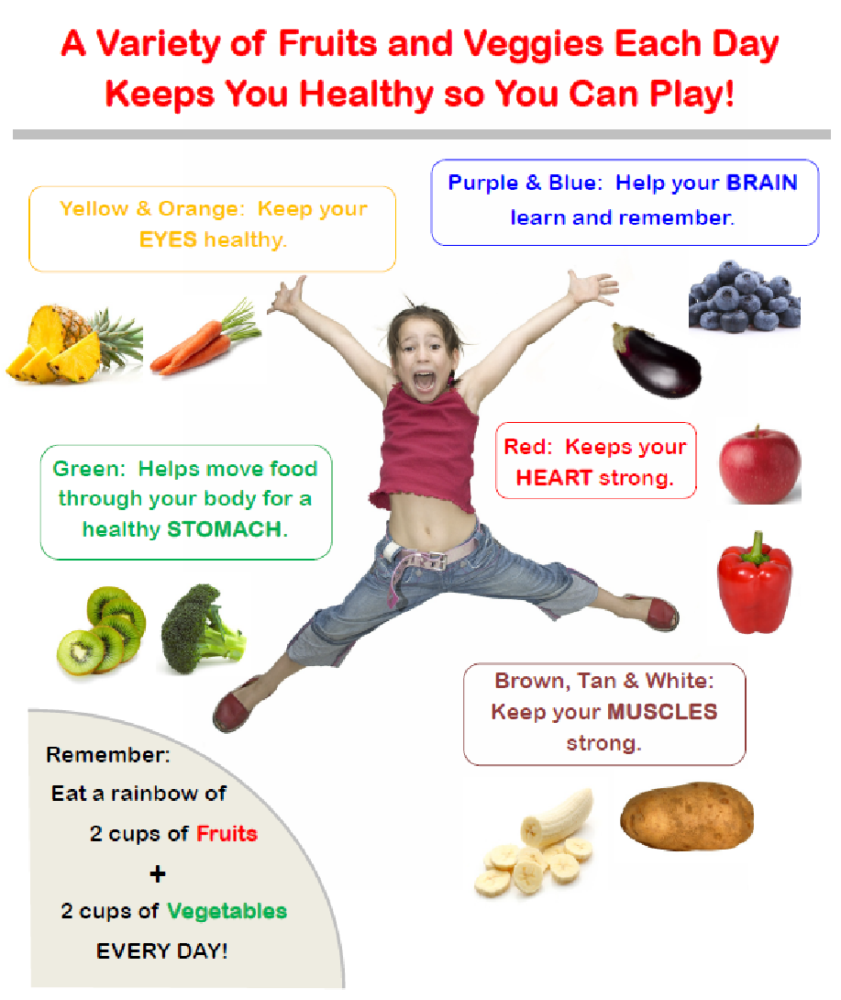 A Variety of Fruits and Veggies Each Day
Keeps You Healthy so You Can Play!
Yellow & Orange: Keep your
EYES healthy.
Purple & Blue: Help your BRAIN
learn and remember.
Green: Helps move food
through your body for a
healthy STOMACH.
Red: Keeps your
HEART strong.
Brown, Tan & White:
Keep your MUSCLES
strong.
Remember:
Eat a rainbow of
2 cups of Fruits
+
2 cups of Vegetables
EVERY DAY!